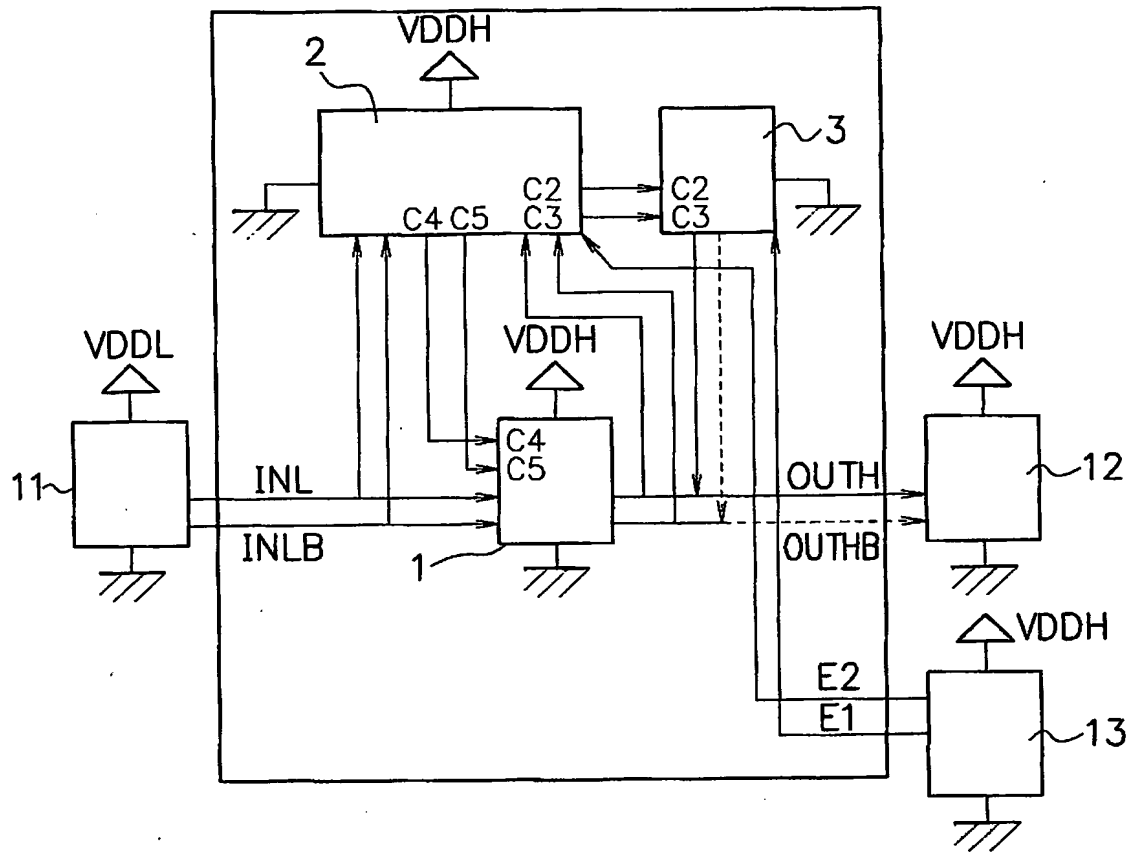 VDDH
2
3
C2
C3
C2
C3
C4 C5
VDDL
VDDH
VDDH
C4
C5
11
INL
OUTH
12
INLB
OUTHB
1
VDDH
E2
E1
13